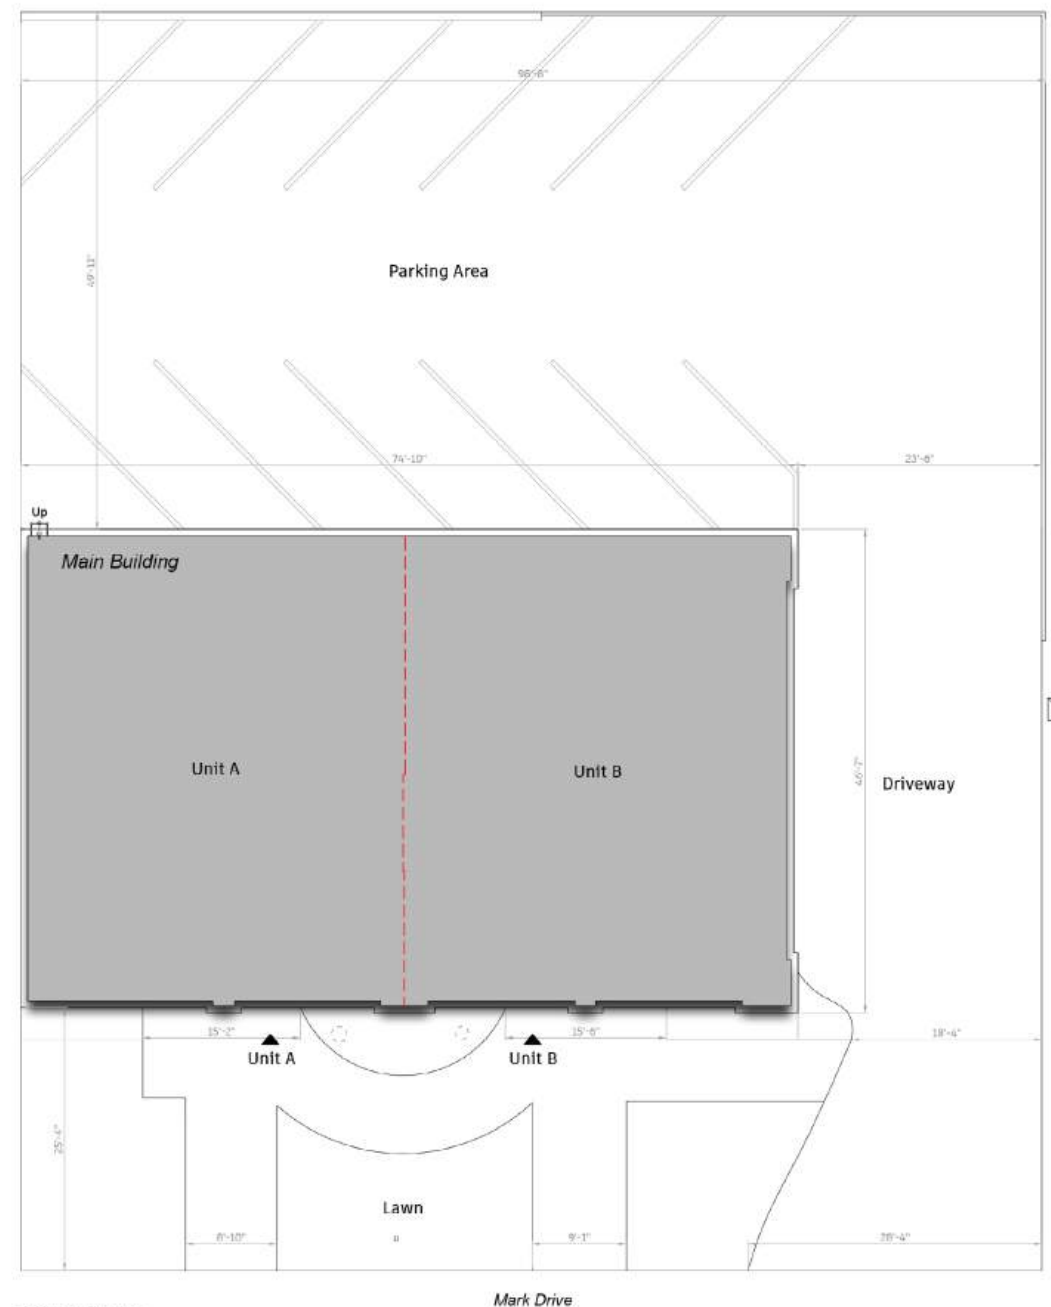 98'-8"
49'-11"
Parking Area
74'-10"
23'-8"
Up
Main Building
46'-7"
Unit A
Unit B
Driveway
15'-2"
15'-8"
18'-4"
Unit A
Unit B
25'-4"
Lawn
8'-10"
9'-1"
28'-4"
Mark Drive